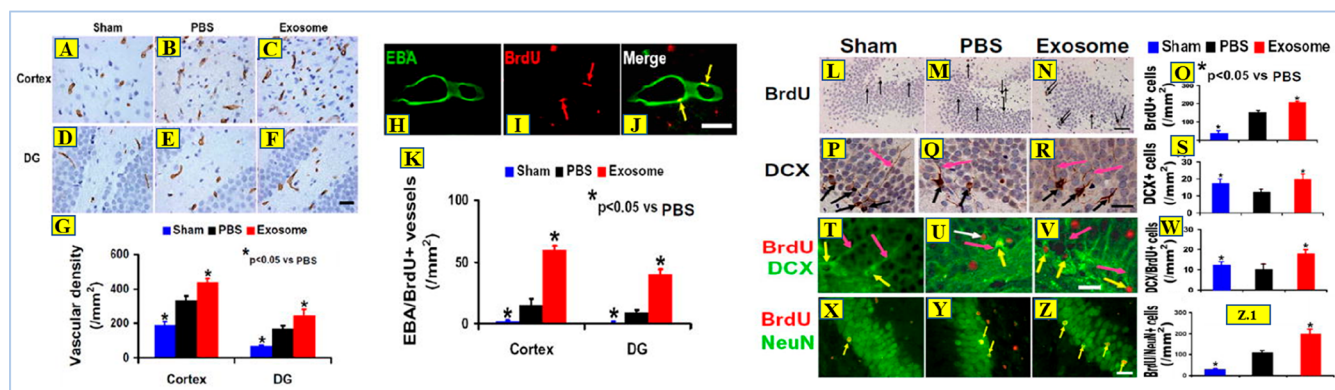 Sham PBS Exosome
A B C
Cortex
D E F
DG
G
Sham PBS Exosome
*p<0.05 vs PBS
Vascular density
(/mm²)
600
400
200
0
* * * *
Cortex DG
EBA BrdU Merge
H I J
K
Sham PBS Exosome
*p<0.05 vs PBS
EBA/BrdU+ vessels
(/mm²)
100
50
0
* * * *
Cortex DG
Sham PBS Exosome
BrdU
L M N
DCX
P Q R
BrdU
DCX
T U V
BrdU
NeuN
X Y Z
Sham PBS Exosome
O
*p<0.05 vs PBS
BrdU+ cells
(/mm²)
200
100
0
* *
S
DCX+ cells
(/mm²)
30
20
10
0
* *
W
DCX/BrdU+ cells
(/mm²)
30
20
10
0
* *
Z.1
BrdU/NeuN+ cells
(/mm²)
300
200
100
0
* *